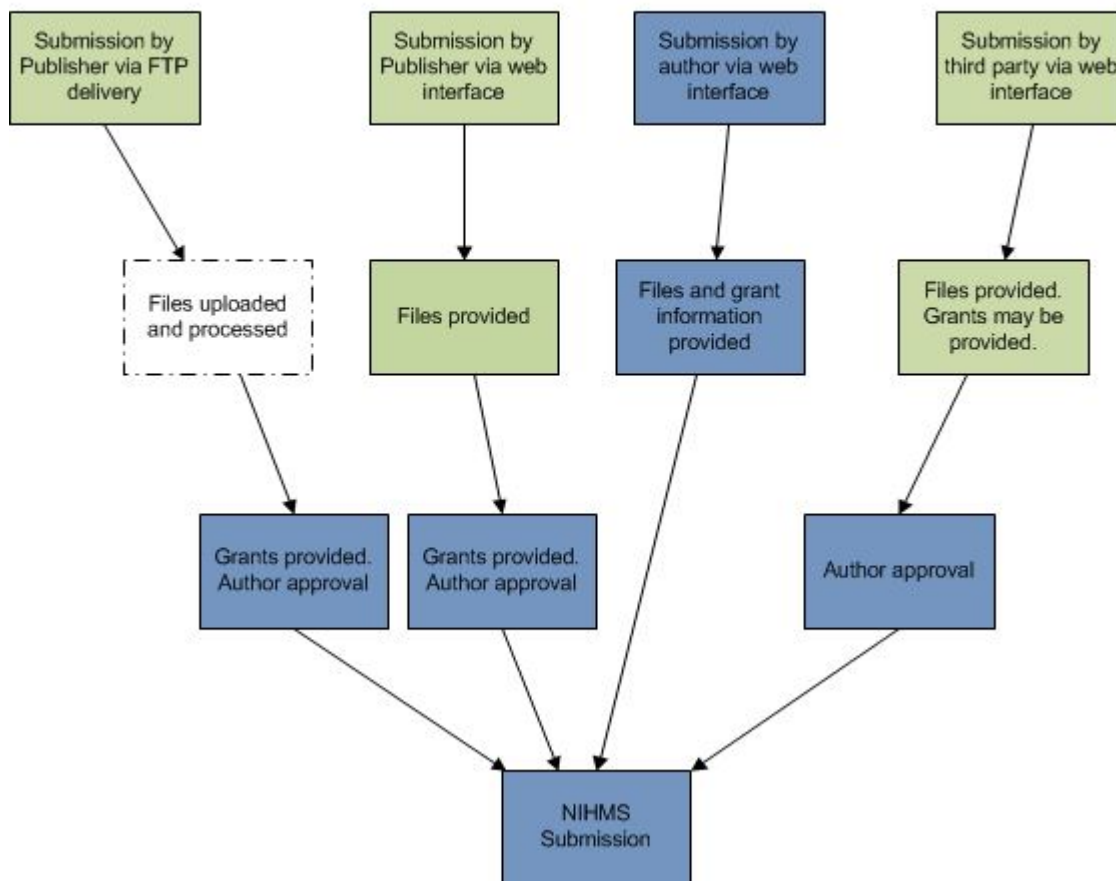 Submission by
Publisher via FTP
delivery
Submission by
Publisher via web
interface
Submission by
author via web
interface
Submission by
third party via web
interface
Files uploaded
and processed
Files provided
Files and grant
information
provided
Files provided.
Grants may be
provided.
Grants provided.
Author approval
Grants provided.
Author approval
Author approval
NIHMS
Submission